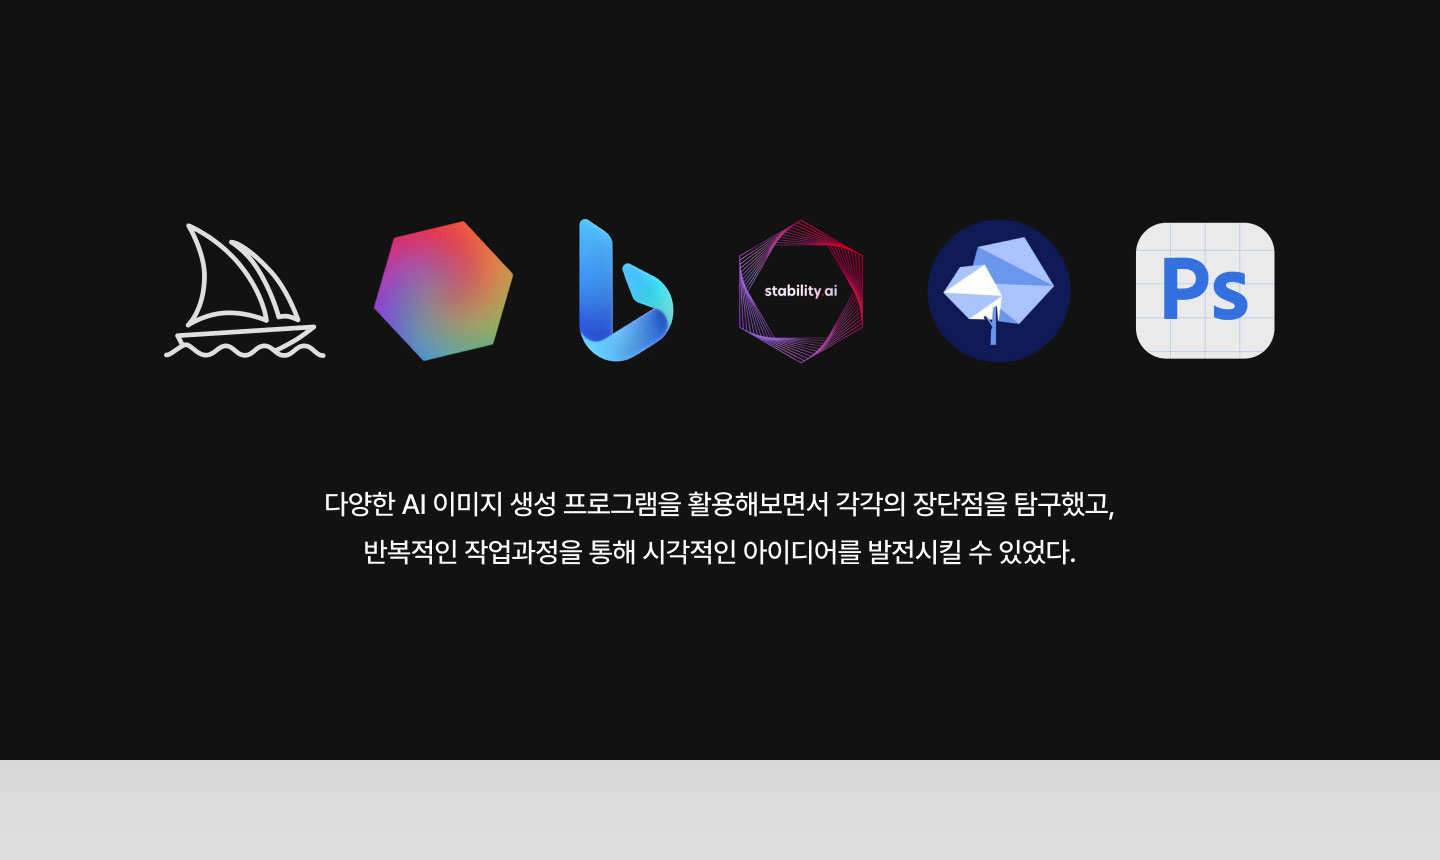 stability.ai
Ps
다양한 AI 이미지 생성 프로그램을 활용해보면서 각각의 장단점을 탐구했고,
반복적인 작업과정을 통해 시각적인 아이디어를 발전시킬 수 있었다.